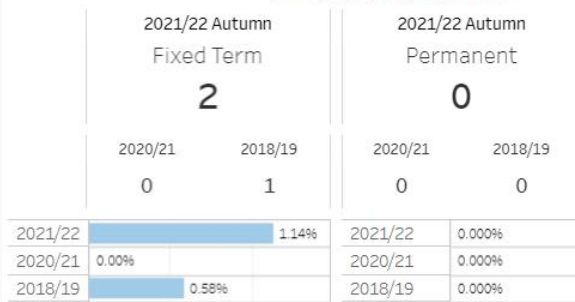 2021/22 Autumn 2021/22 Autumn
Fixed Term Permanent
2 0
2020/21 2018/19 2020/21 2018/19
0 1 0 0
2021/22 1.14% 2021/22 0.000%
2020/21 0.00% 2020/21 0.000%
2018/19 0.58% 2018/19 0.000%